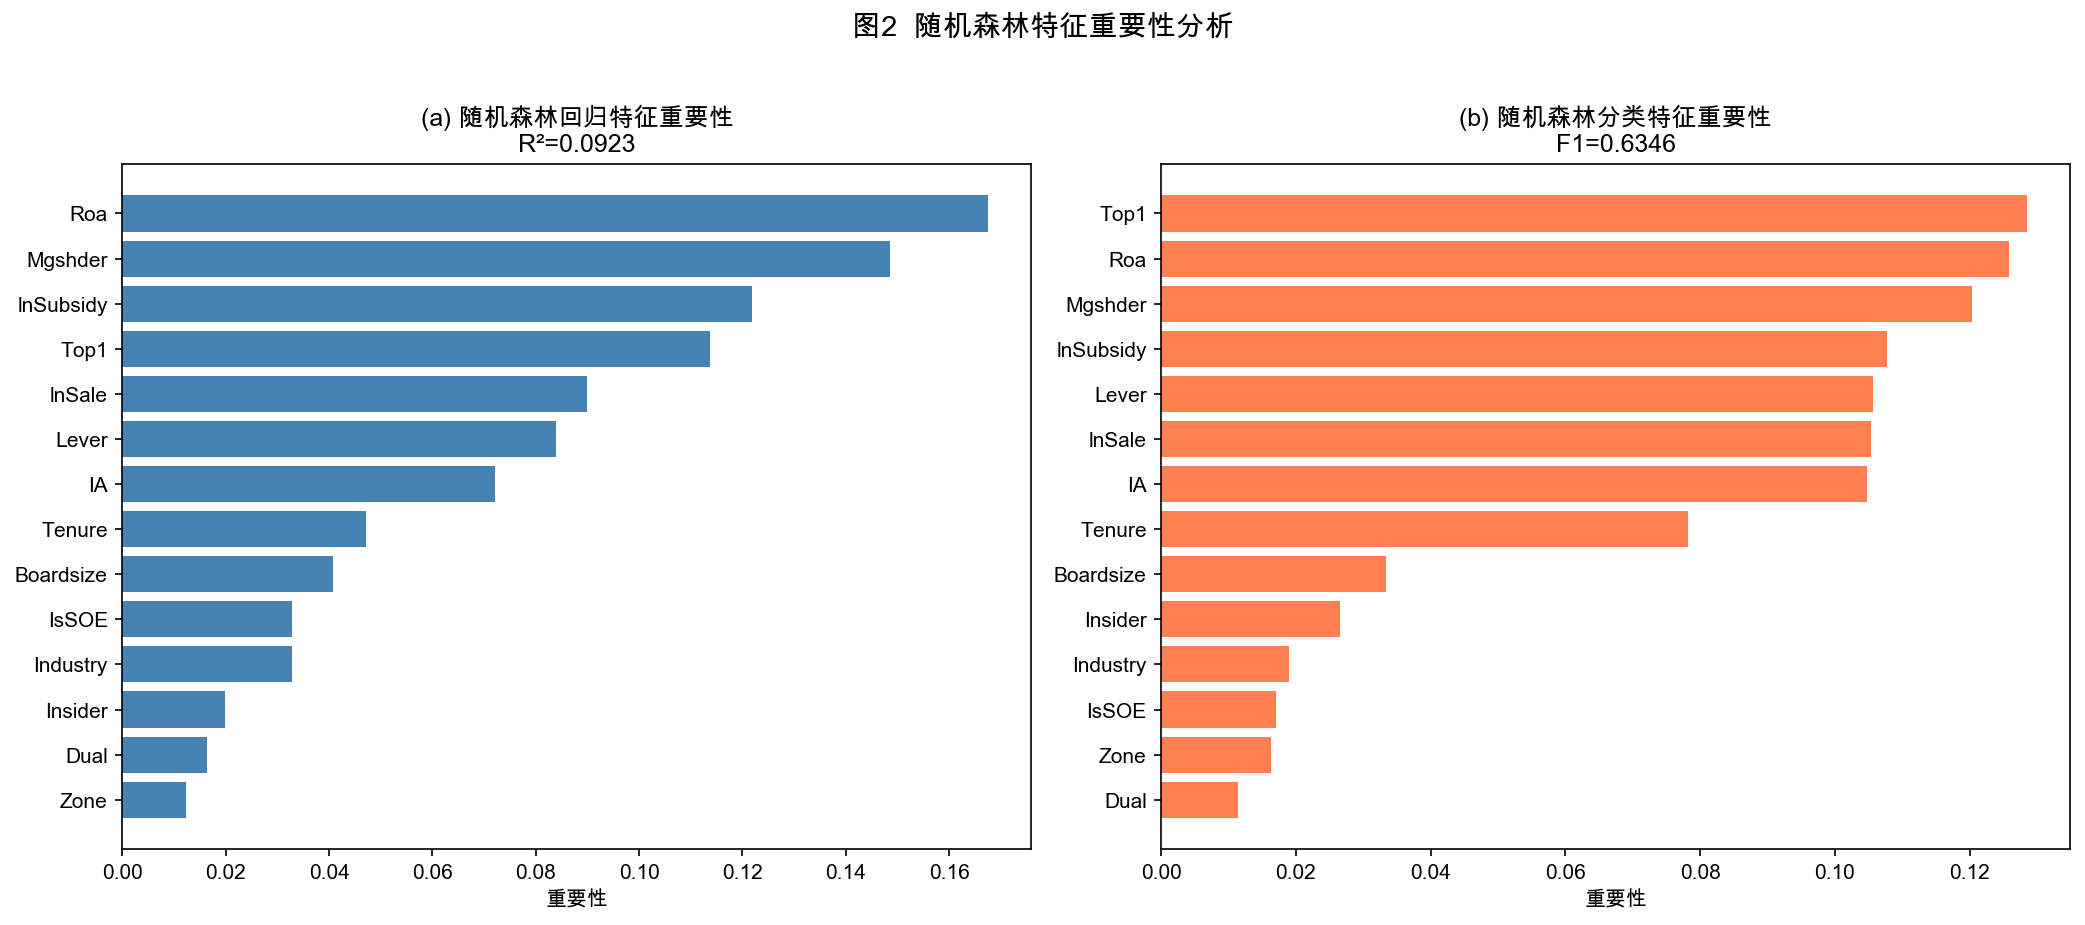 图2 随机森林特征重要性分析
(a) 随机森林回归特征重要性
R²=0.0923
Roa
Mgshder
lnSubsidy
Top1
lnSale
Lever
IA
Tenure
Boardsize
IsSOE
Industry
Insider
Dual
Zone
0.00 0.02 0.04 0.06 0.08 0.10 0.12 0.14 0.16
重要性
(b) 随机森林分类特征重要性
F1=0.6346
Top1
Roa
Mgshder
lnSubsidy
Lever
lnSale
IA
Tenure
Boardsize
Insider
Industry
IsSOE
Zone
Dual
0.00 0.02 0.04 0.06 0.08 0.10 0.12
重要性